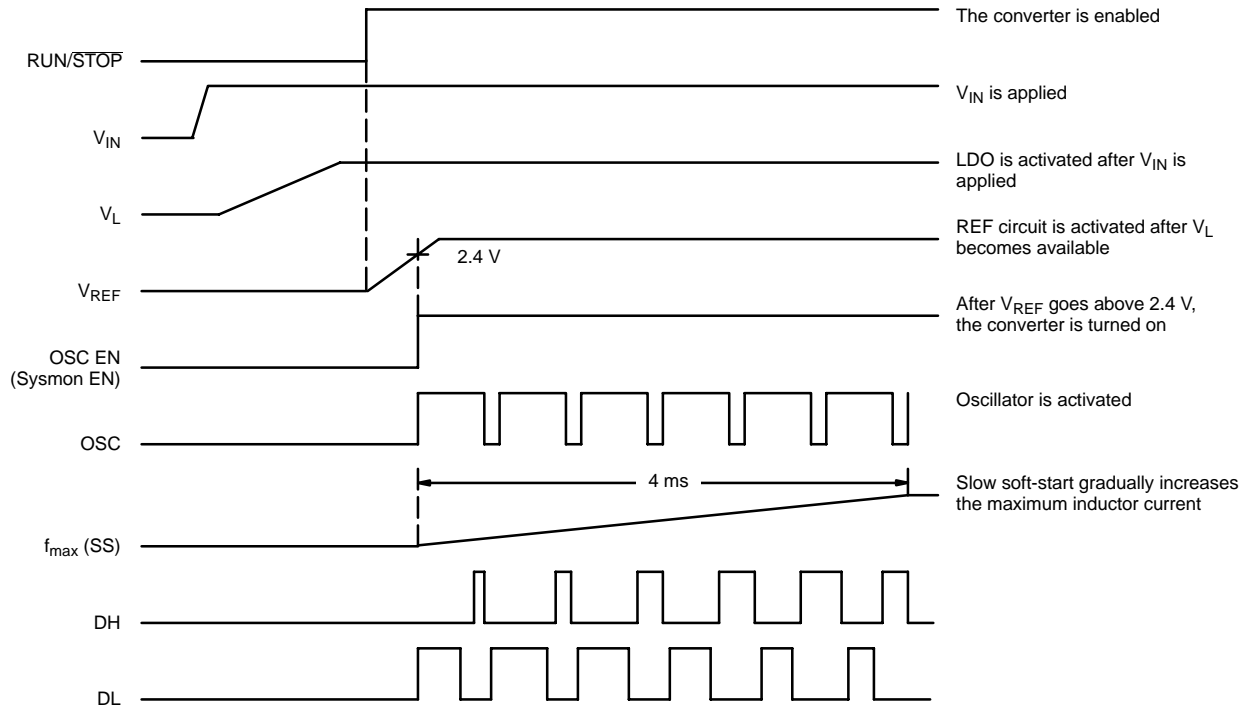 The converter is enabled
RUN/STOP
V_IN is applied
V_IN
LDO is activated after V_IN is
applied
V_L
REF circuit is activated after V_L
becomes available
2.4 V
V_REF
After V_REF goes above 2.4 V,
the converter is turned on
OSC EN
(Sysmon EN)
Oscillator is activated
OSC
4 ms
Slow soft-start gradually increases
the maximum inductor current
f_max (SS)
DH
DL